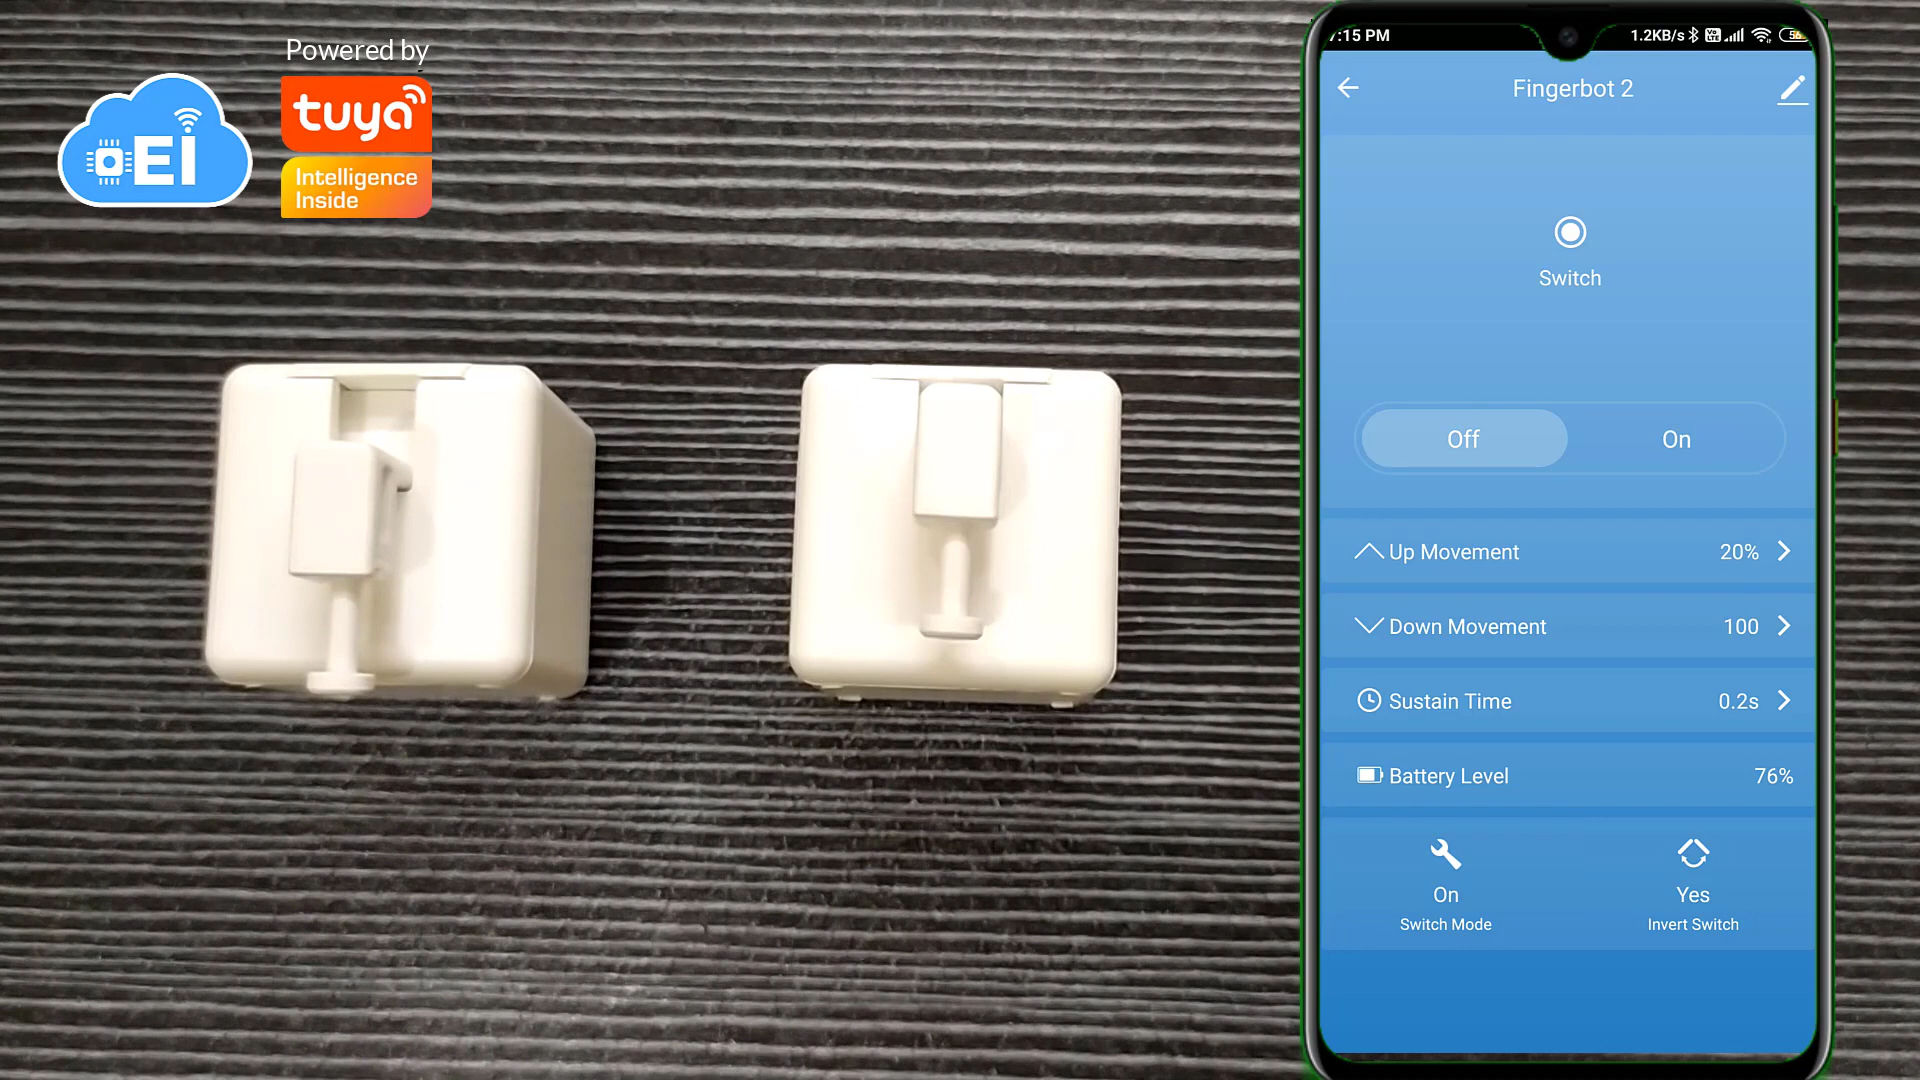 Powered by
tuya
Intelligence
Inside
EI
:15 PM
1.2KB/s
56
Fingerbot 2
Switch
Off
On
Up Movement
20%
Down Movement
100
Sustain Time
0.2s
Battery Level
76%
On
Yes
Switch Mode
Invert Switch